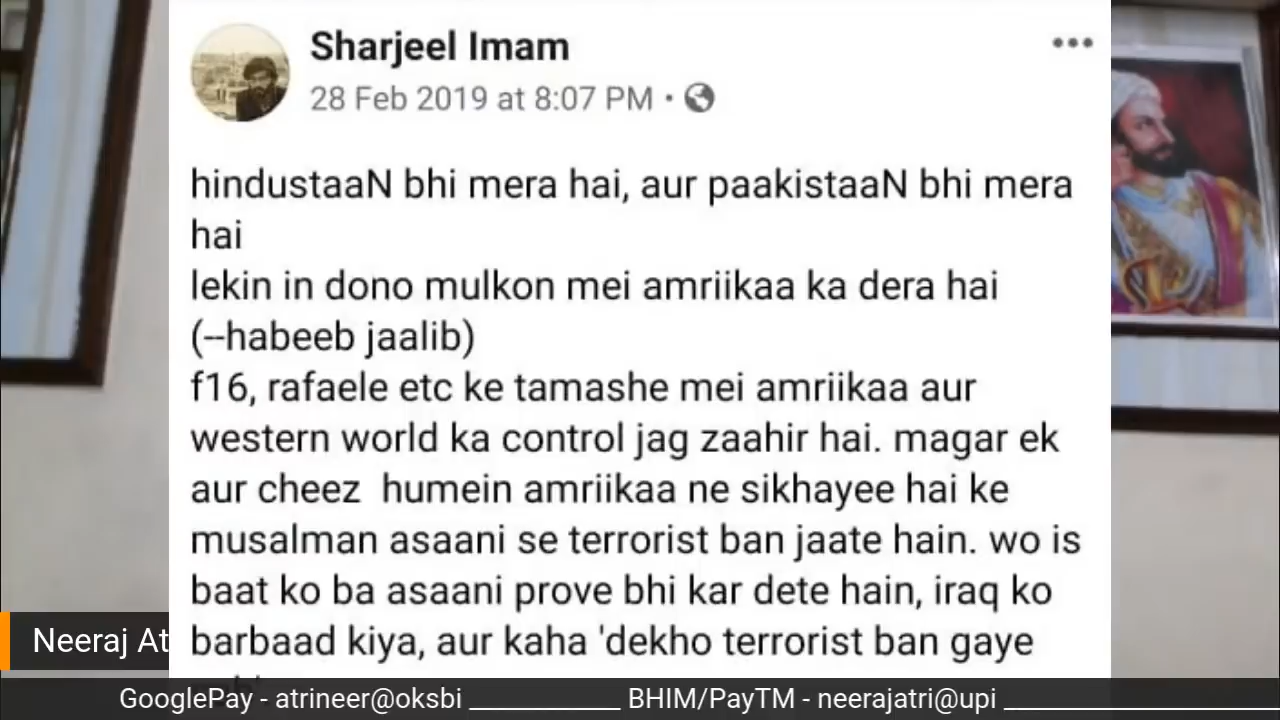 Sharjeel Imam
28 Feb 2019 at 8:07 PM •
hindustaaN bhi mera hai, aur paakistaaN bhi mera
hai
lekin in dono mulkon mei amriikaa ka dera hai
(--habeeb jaalib)
f16, rafaele etc ke tamashe mei amriikaa aur
western world ka control jag zaahir hai. magar ek
aur cheez humein amriikaa ne sikhayee hai ke
musalman asaani se terrorist ban jaate hain. wo is
baat ko ba asaani prove bhi kar dete hain, iraq ko
barbaad kiya, aur kaha 'dekho terrorist ban gaye
Neeraj At
GooglePay - atrineer@oksbi ___________ BHIM/PayTM - neerajatri@upi ____________________